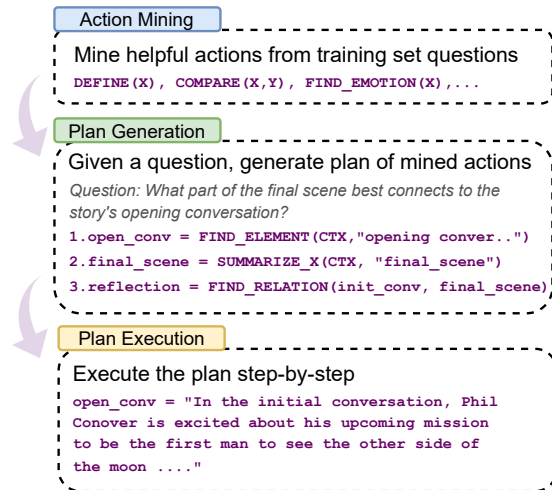 Action Mining
Mine helpful actions from training set questions
DEFINE(X), COMPARE(X,Y), FIND_EMOTION(X),...
Plan Generation
Given a question, generate plan of mined actions
Question: What part of the final scene best connects to the
story's opening conversation?
1.open_conv = FIND_ELEMENT(CTX,"opening conver..")
2.final_scene = SUMMARIZE_X(CTX, "final_scene")
3.reflection = FIND_RELATION(init_conv, final_scene)
Plan Execution
Execute the plan step-by-step
open_conv = "In the initial conversation, Phil
Conover is excited about his upcoming mission
to be the first man to see the other side of
the moon ...."